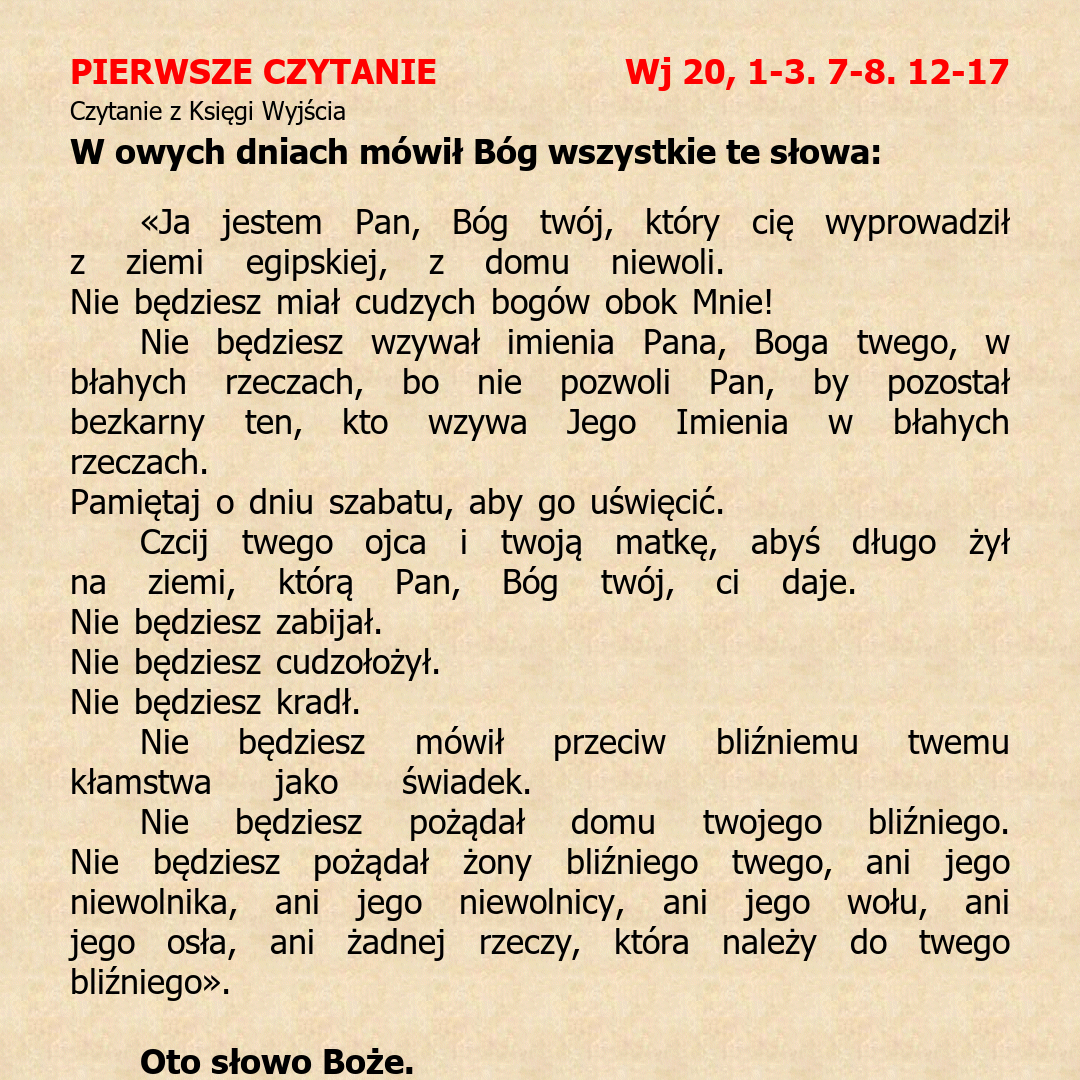 PIERWSZE CZYTANIE Wj 20, 1-3. 7-8. 12-17
Czytanie z Księgi Wyjścia
W owych dniach mówił Bóg wszystkie te słowa:
«Ja jestem Pan, Bóg twój, który cię wyprowadził
z ziemi egipskiej, z domu niewoli.
Nie będziesz miał cudzych bogów obok Mnie!
Nie będziesz wzywał imienia Pana, Boga twego, w
błahych rzeczach, bo nie pozwoli Pan, by pozostał
bezkarny ten, kto wzywa Jego Imienia w błahych
rzeczach.
Pamiętaj o dniu szabatu, aby go uświęcić.
Czcij twego ojca i twoją matkę, abyś długo żył
na ziemi, którą Pan, Bóg twój, ci daje.
Nie będziesz zabijał.
Nie będziesz cudzołożył.
Nie będziesz kradł.
Nie będziesz mówił przeciw bliźniemu twemu
kłamstwa jako świadek.
Nie będziesz pożądał domu twojego bliźniego.
Nie będziesz pożądał żony bliźniego twego, ani jego
niewolnika, ani jego niewolnicy, ani jego wołu, ani
jego osła, ani żadnej rzeczy, która należy do twego
bliźniego».
Oto słowo Boże.